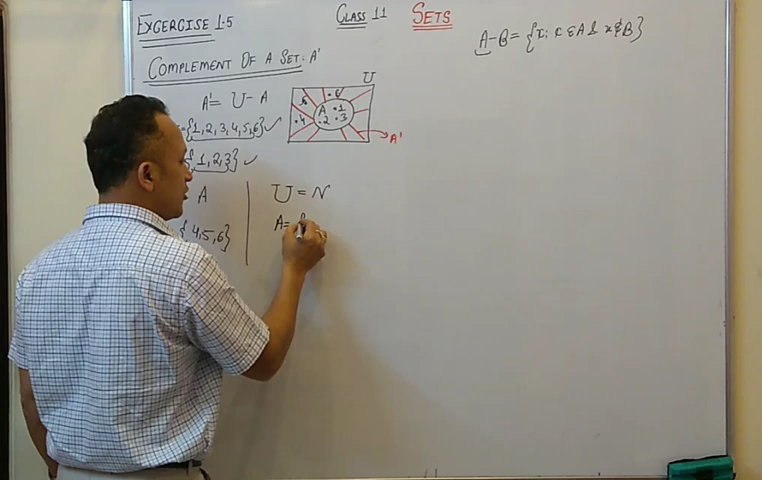 EXGERCISE 1.5
CLASS 11
SETS
A-B = {x: x ∈ A & x ∉ B}
COMPLEMENT OF A SET: A'
A' = U - A
={1,2,3,4,5,6} ✓
{1,2,3} ✓
A
{4,5,6}
U
5
6
A
1
4
2
3
A'
U = N
A= {